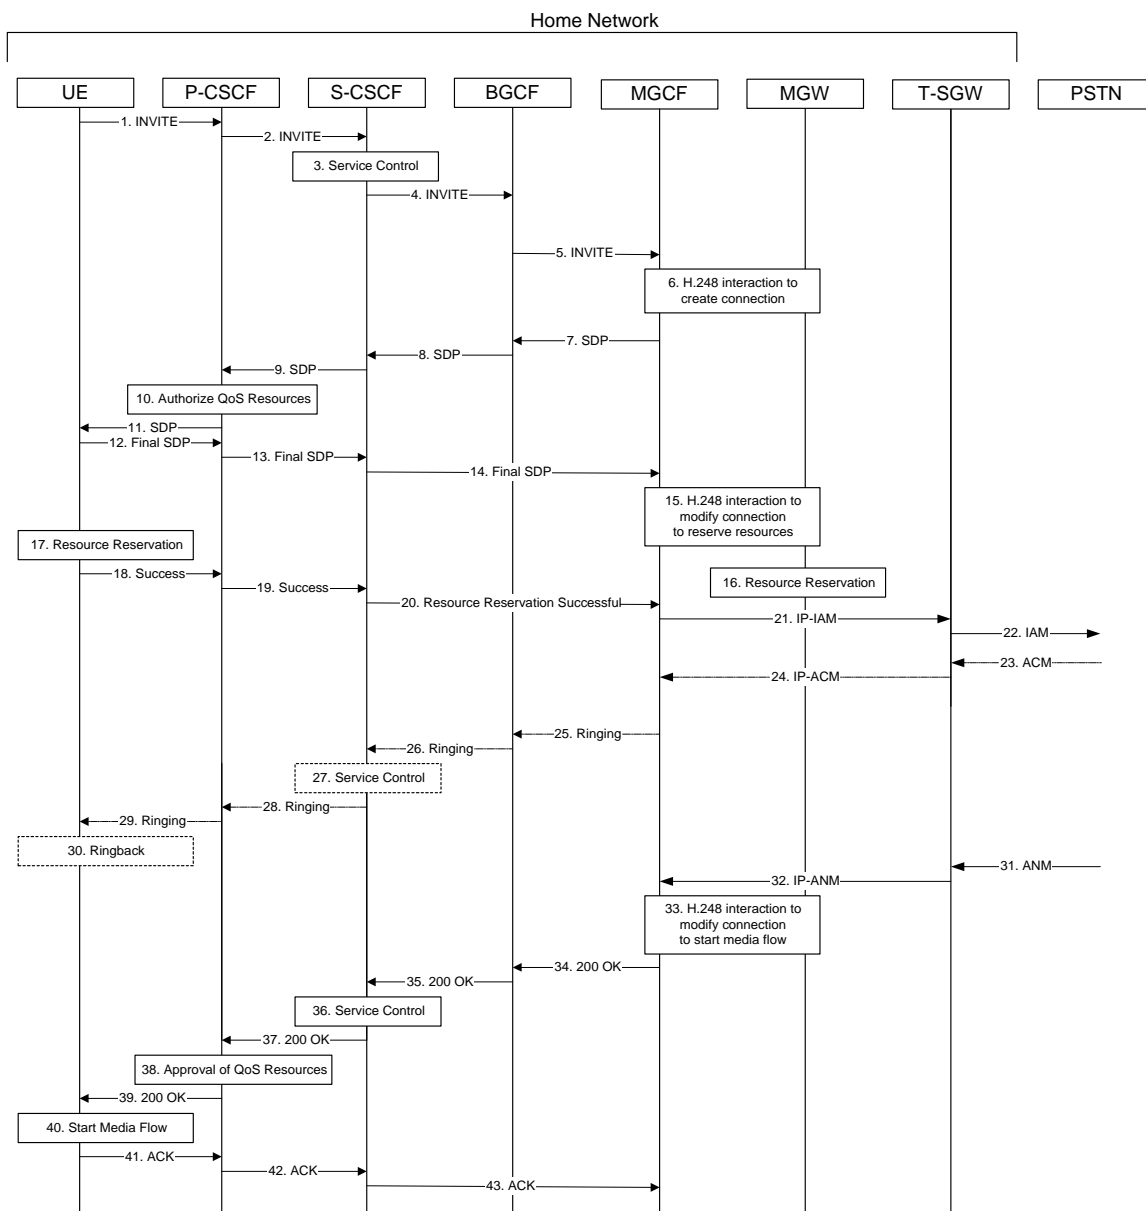 Home Network
UE
P-CSCF
S-CSCF
BGCF
MGCF
MGW
T-SGW
PSTN
1. INVITE
2. INVITE
3. Service Control
4. INVITE
5. INVITE
6. H.248 interaction to
create connection
7. SDP
8. SDP
9. SDP
10. Authorize QoS Resources
11. SDP
12. Final SDP
13. Final SDP
14. Final SDP
15. H.248 interaction to
modify connection
to reserve resources
17. Resource Reservation
18. Success
16. Resource Reservation
19. Success
20. Resource Reservation Successful
21. IP-IAM
22. IAM
23. ACM
24. IP-ACM
25. Ringing
26. Ringing
27. Service Control
28. Ringing
29. Ringing
30. Ringback
31. ANM
32. IP-ANM
33. H.248 interaction to
modify connection
to start media flow
34. 200 OK
35. 200 OK
36. Service Control
37. 200 OK
38. Approval of QoS Resources
39. 200 OK
40. Start Media Flow
41. ACK
42. ACK
43. ACK